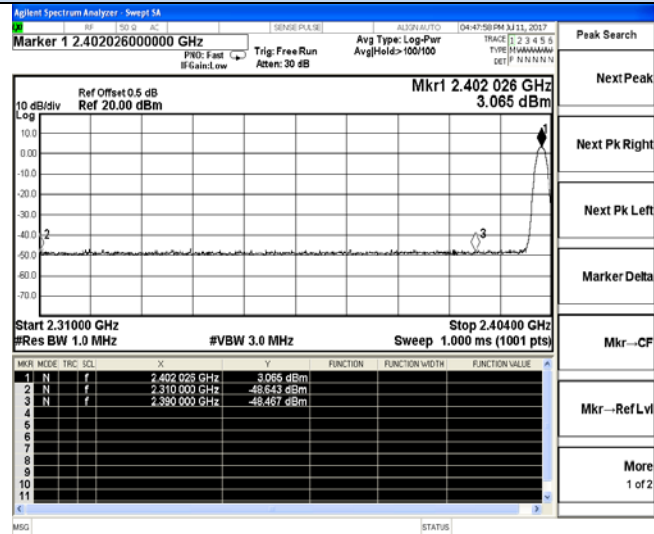 Agilent Spectrum Analyzer - Swept SA
RF 50 Ω AC SENSE:PULSE ALIGN AUTO 04:47:58 PM Jul 11, 2017
Marker 1 2.402026000000 GHz
PNO: Fast Trig: Free Run
IFGain:Low Atten: 30 dB
Avg Type: Log-Pwr
Avg|Hold:> 100/100
TRACE 1 2 3 4 5 6
TYPE MWWWWW
DET P N N N N N
Peak Search
Next Peak
Next Pk Right
Next Pk Left
Marker Delta
Mkr→CF
Mkr→Ref Lvl
More
1 of 2
Mkr1 2.402 026 GHz
3.065 dBm
Ref Offset 0.5 dB
10 dB/div Ref 20.00 dBm
Log
10.0
0.00
-10.0
-20.0
-30.0
-40.0
-50.0
-60.0
-70.0
1
2
3
Start 2.31000 GHz Stop 2.40400 GHz
#Res BW 1.0 MHz #VBW 3.0 MHz Sweep 1.000 ms (1001 pts)
MKR MODE TRC SCL X Y FUNCTION FUNCTION WIDTH FUNCTION VALUE
1 N f 2.402 026 GHz 3.065 dBm
2 N f 2.310 000 GHz -48.643 dBm
3 N f 2.390 000 GHz -48.467 dBm
4
5
6
7
8
9
10
11
MSG STATUS